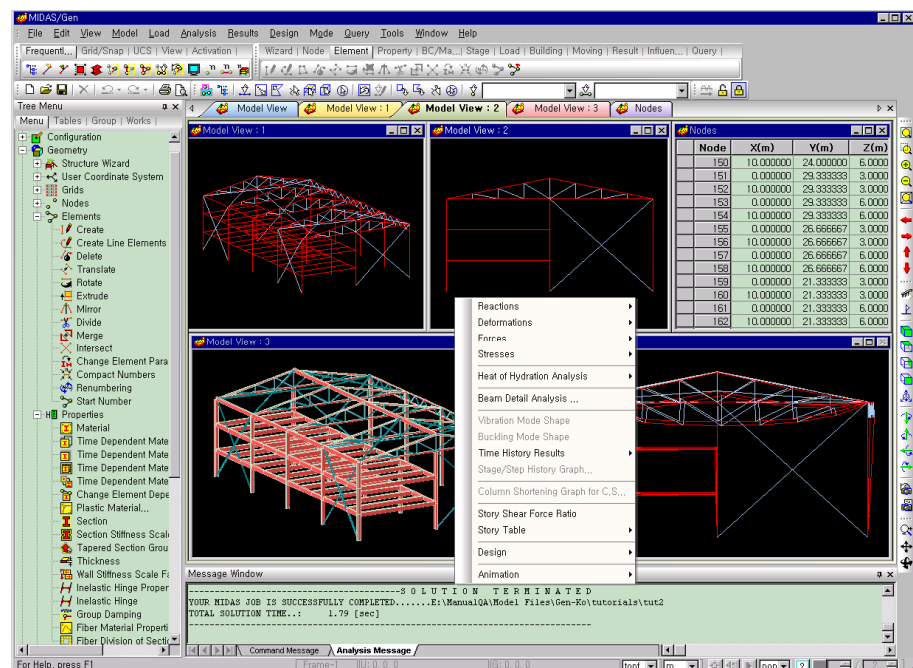 MIDAS/Gen
File Edit View Model Load Analysis Results Design Mode Query Tools Window Help
Frequentl... | Grid/Snap | UCS | View | Activation | Wizard | Node | Element | Property | BC/Ma... | Stage | Load | Building | Moving | Result | Influen... | Query |
Tree Menu
Menu | Tables | Group | Works |
Model View
Model View : 1
Model View : 2
Model View : 3
Nodes
Configuration
Geometry
Structure Wizard
User Coordinate System
Grids
Nodes
Elements
Create
Create Line Elements
Delete
Translate
Rotate
Extrude
Mirror
Divide
Merge
Intersect
Change Element Para
Compact Numbers
Renumbering
Start Number
Properties
Material
Time Dependent Mate
Time Dependent Mate
Time Dependent Mate
Time Dependent Mate
Change Element Depe
Plastic Material...
Section
Section Stiffness Scale
Tapered Section Grou
Thickness
Wall Stiffness Scale Fa
Inelastic Hinge Proper
Inelastic Hinge
Group Damping
Fiber Material Properti
Fiber Division of Sectic
Model View : 1
Model View : 2
Nodes
Node X(m) Y(m) Z(m)
150 10.000000 24.000000 6.0000
151 0.000000 29.333333 3.0000
152 10.000000 29.333333 3.0000
153 0.000000 29.333333 6.0000
154 10.000000 29.333333 6.0000
155 0.000000 26.666667 3.0000
156 10.000000 26.666667 3.0000
157 0.000000 26.666667 6.0000
158 10.000000 26.666667 6.0000
159 0.000000 21.333333 3.0000
160 10.000000 21.333333 3.0000
161 0.000000 21.333333 6.0000
162 10.000000 21.333333 6.0000
Model View : 3
Reactions
Deformations
Forces
Stresses
Heat of Hydration Analysis
Beam Detail Analysis ...
Vibration Mode Shape
Buckling Mode Shape
Time History Results
Stage/Step History Graph...
Column Shortening Graph for C,S,...
Story Shear Force Ratio
Story Table
Design
Animation
Message Window
SOLUTION TERMINATED
YOUR MIDAS JOB IS SUCCESSFULLY COMPLETED.......E:\ManualQA\Model Files\Gen-Ko\tutorials\tut2
TOTAL SOLUTION TIME..: 1.79 [sec]
Command Message Analysis Message
For Help, press F1
Frame-1 U: 0, 0, 0 G: 0, 0, 0 tonf m non ? 2